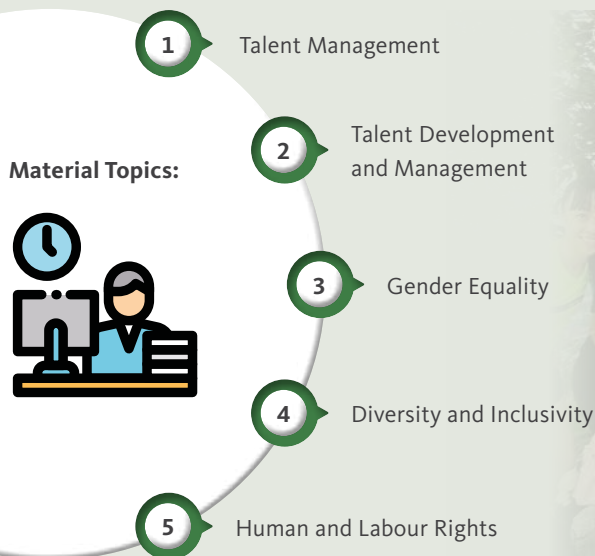 Material Topics:
1
Talent Management
2
Talent Development
and Management
3
Gender Equality
4
Diversity and Inclusivity
5
Human and Labour Rights